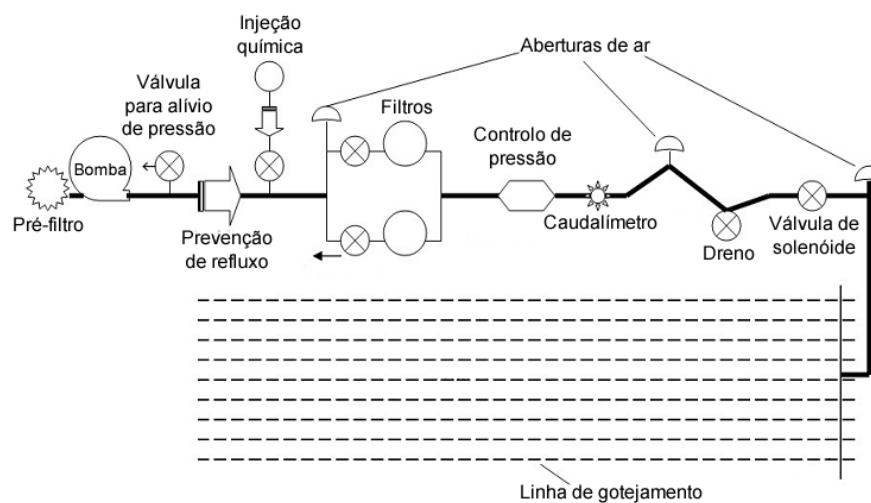 Injeção
química
Aberturas de ar
Válvula
para alívio
de pressão
Filtros
Controlo de
pressão
Bomba
Pré-filtro
Prevenção
de refluxo
Caudalímetro
Dreno
Válvula de
solenóide
Linha de gotejamento